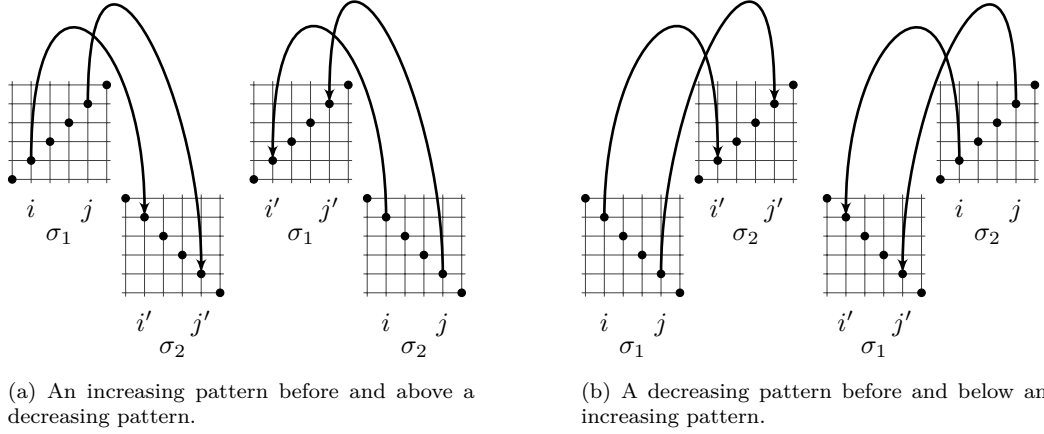 i j i′ j′ i′ j′ i j
σ₁ σ₁ σ₂ σ₂
i′ j′ i j i j i′ j′
σ₂ σ₂ σ₁ σ₁
(a) An increasing pattern before and above a
decreasing pattern.
(b) A decreasing pattern before and below an
increasing pattern.